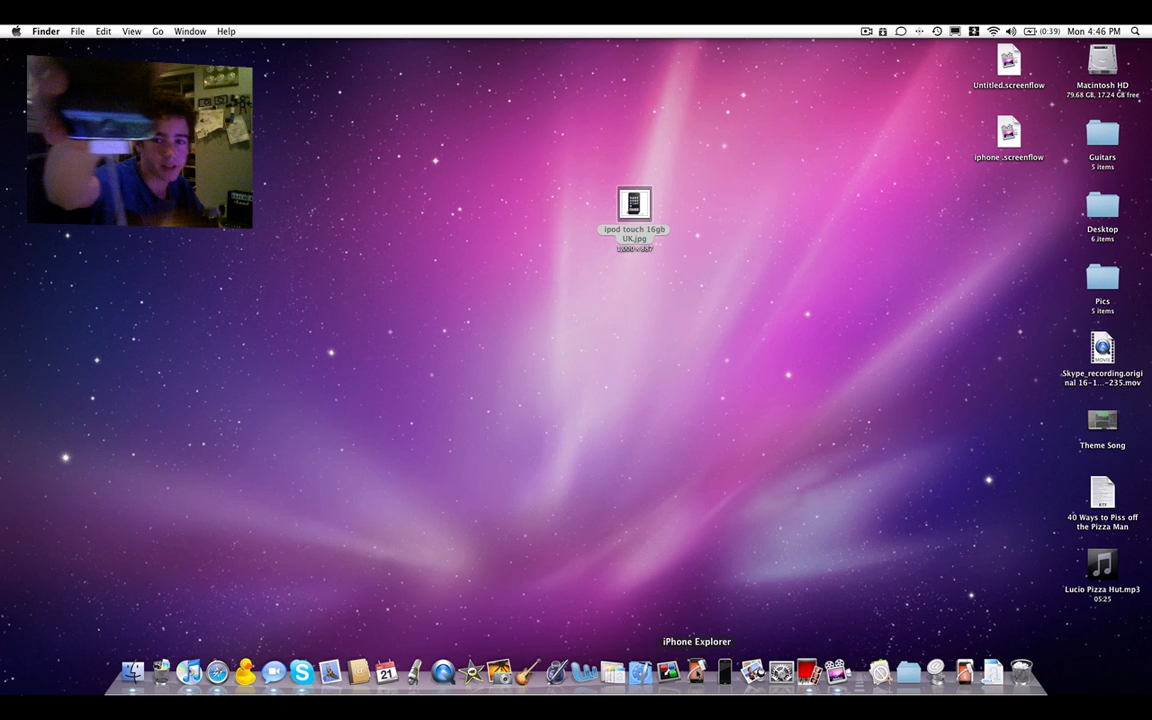 Finder File Edit View Go Window Help (0:39) Mon 4:46 PM
Untitled.screenflow
Macintosh HD
79.68 GB, 17.24 GB free
iphone .screenflow
Guitars
5 items
ipod touch 16gb
UK.jpg
Desktop
6 items
Pics
5 items
Skype_recording.origi
nal 16-1...-235.mov
Theme Song
40 Ways to Piss off
the Pizza Man
Lucio Pizza Hut.mp3
05:25
iPhone Explorer
21